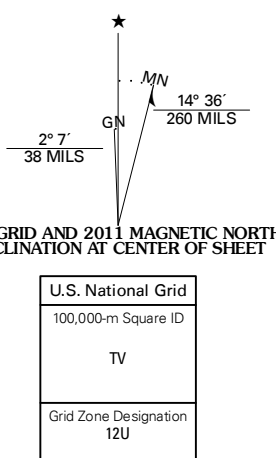 ★
MN
GN
14° 36´
260 MILS
2° 7´
38 MILS
GRID AND 2011 MAGNETIC NORTH
CLINATION AT CENTER OF SHEET
U.S. National Grid
100,000-m Square ID
TV
Grid Zone Designation
12U